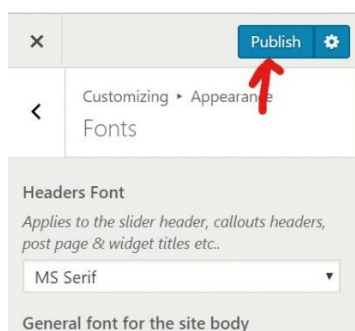 Publish
Customizing ▸ Appearance
Fonts
Headers Font
Applies to the slider header, callouts headers,
post page & widget titles etc..
MS Serif
General font for the site body